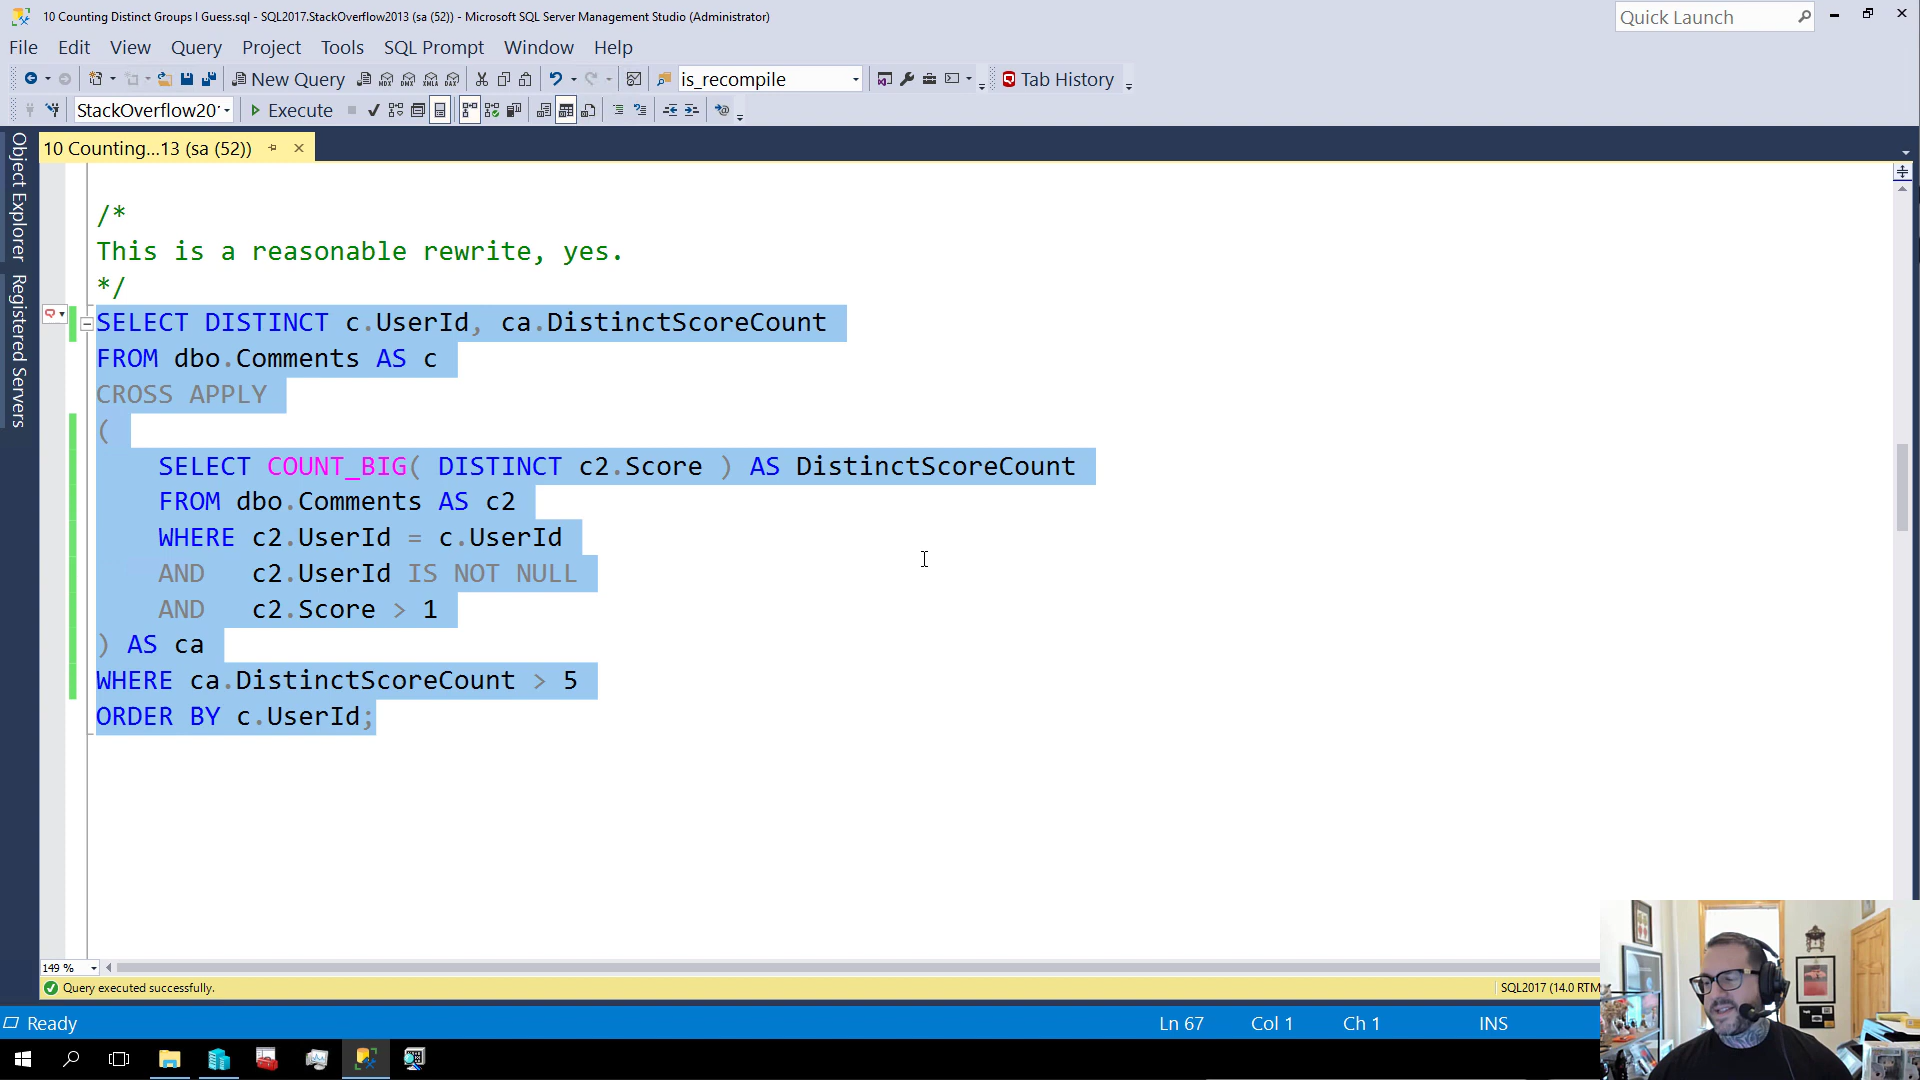 10 Counting Distinct Groups I Guess.sql - SQL2017.StackOverflow2013 (sa (52)) - Microsoft SQL Server Management Studio (Administrator)
Quick Launch
File Edit View Query Project Tools SQL Prompt Window Help
New Query
is_recompile
Tab History
StackOverflow20
Execute
10 Counting...13 (sa (52))
Object Explorer
Registered Servers
/*
This is a reasonable rewrite, yes.
*/
SELECT DISTINCT c.UserId, ca.DistinctScoreCount
FROM dbo.Comments AS c
CROSS APPLY
(
SELECT COUNT_BIG( DISTINCT c2.Score ) AS DistinctScoreCount
FROM dbo.Comments AS c2
WHERE c2.UserId = c.UserId
AND c2.UserId IS NOT NULL
AND c2.Score > 1
) AS ca
WHERE ca.DistinctScoreCount > 5
ORDER BY c.UserId;
149 %
Query executed successfully.
SQL2017 (14.0 RTM
Ready
Ln 67
Col 1
Ch 1
INS